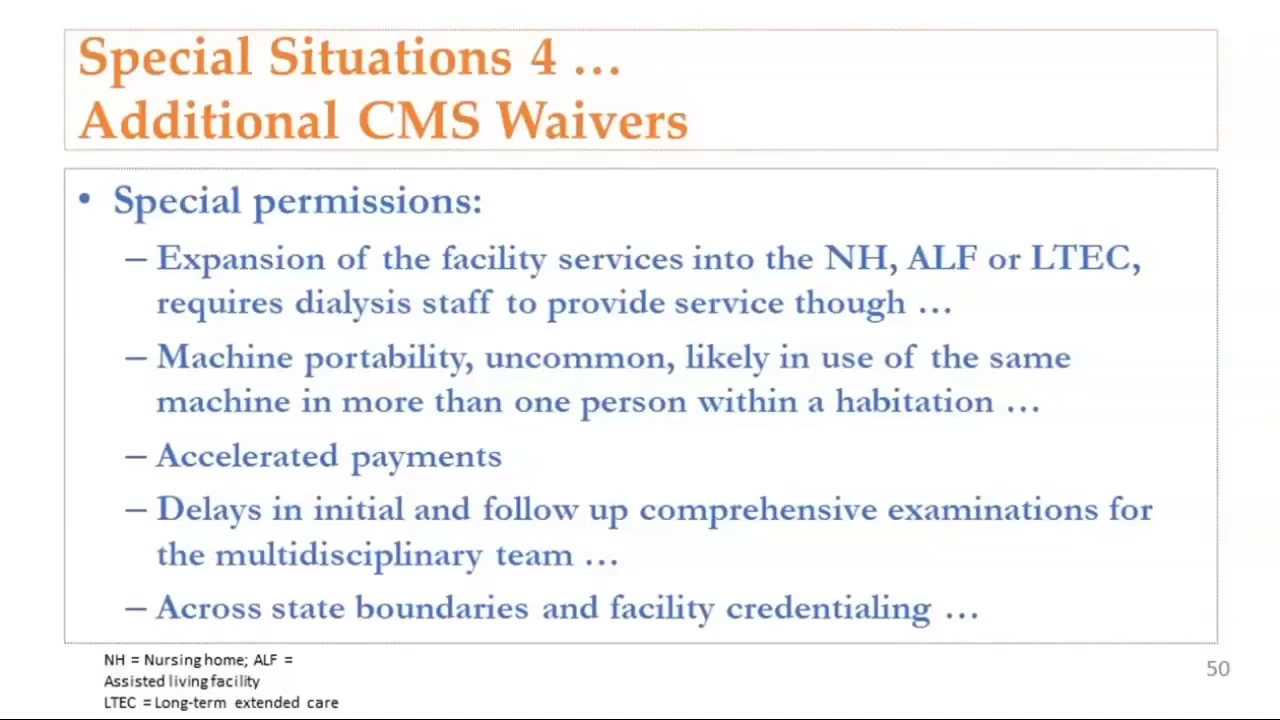 Special Situations 4 …
Additional CMS Waivers
• Special permissions:
– Expansion of the facility services into the NH, ALF or LTEC,
requires dialysis staff to provide service though …
– Machine portability, uncommon, likely in use of the same
machine in more than one person within a habitation …
– Accelerated payments
– Delays in initial and follow up comprehensive examinations for
the multidisciplinary team …
– Across state boundaries and facility credentialing …
NH = Nursing home; ALF =
Assisted living facility
LTEC = Long-term extended care
50